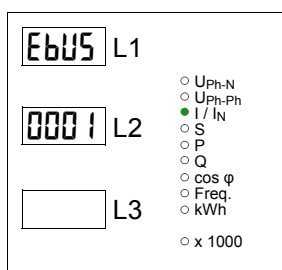 EbUS L1
0001 L2
L3
UPh-N
UPh-Ph
I / IN
S
P
Q
cos φ
Freq.
kWh
x 1000